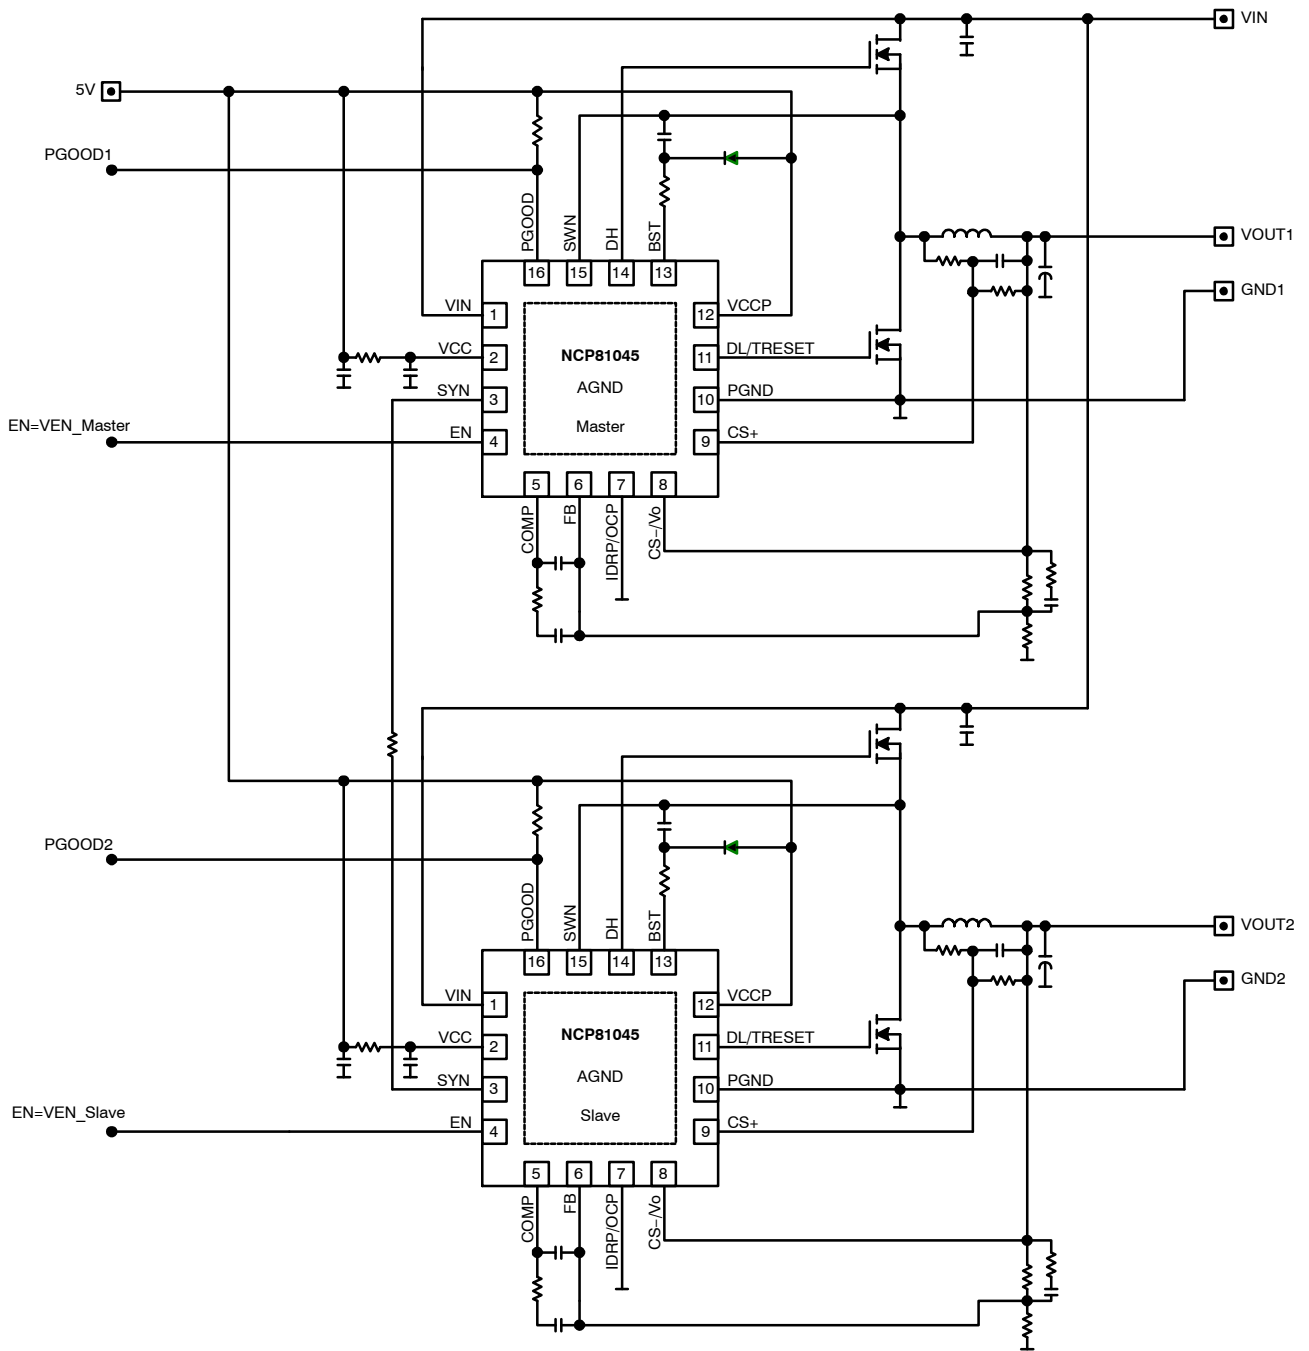 VIN
5V
PGOOD1
PGOOD
SWN
DH
BST
16
15
14
13
VOUT1
GND1
VIN
1
12
VCCP
VCC
2
NCP81045
11
DL/TRESET
SYN
3
AGND
10
PGND
EN=VEN_Master
EN
4
Master
9
CS+
5
6
7
8
COMP
FB
IDRP/OCP
CS−/Vo
PGOOD2
PGOOD
SWN
DH
BST
16
15
14
13
VOUT2
GND2
VIN
1
12
VCCP
VCC
2
NCP81045
11
DL/TRESET
SYN
3
AGND
10
PGND
EN=VEN_Slave
EN
4
Slave
9
CS+
5
6
7
8
COMP
FB
IDRP/OCP
CS−/Vo